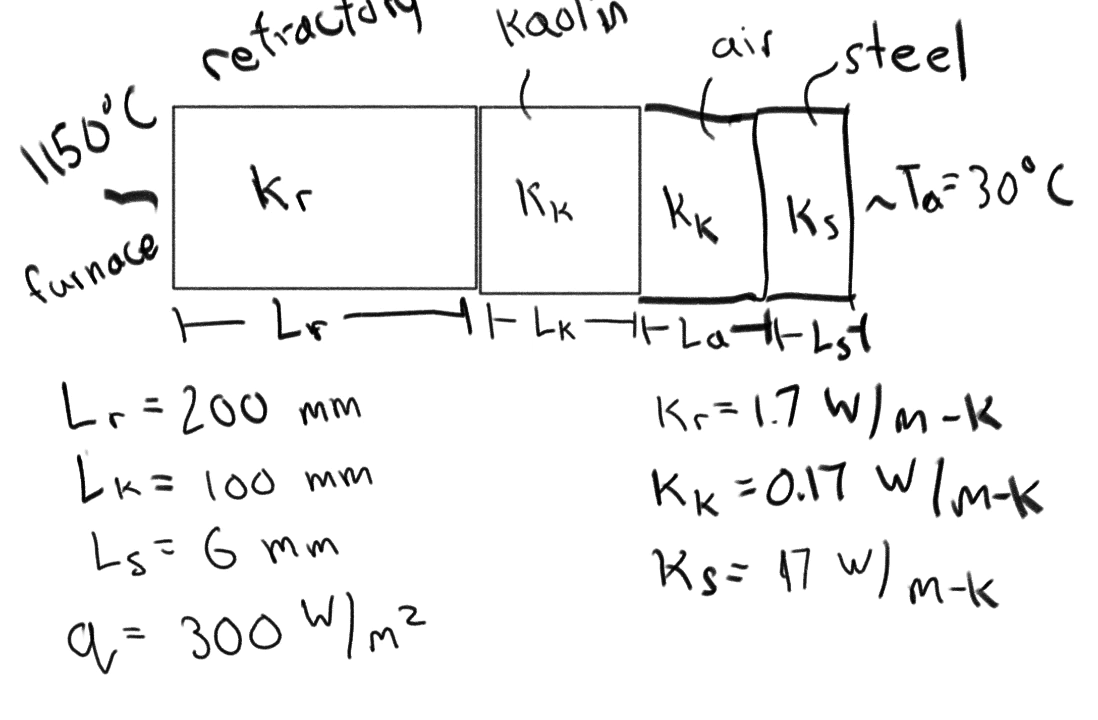 refractory
Kaolin
air
steel
1150°C
furnace
Kr
KK
KK
Ks
~Ta=30°C
Lr
LK
La
Ls
Lr = 200 mm
LK = 100 mm
Ls = 6 mm
q = 300 W/m²
Kr = 1.7 W/m-K
KK = 0.17 W/m-K
Ks = 17 W/m-K